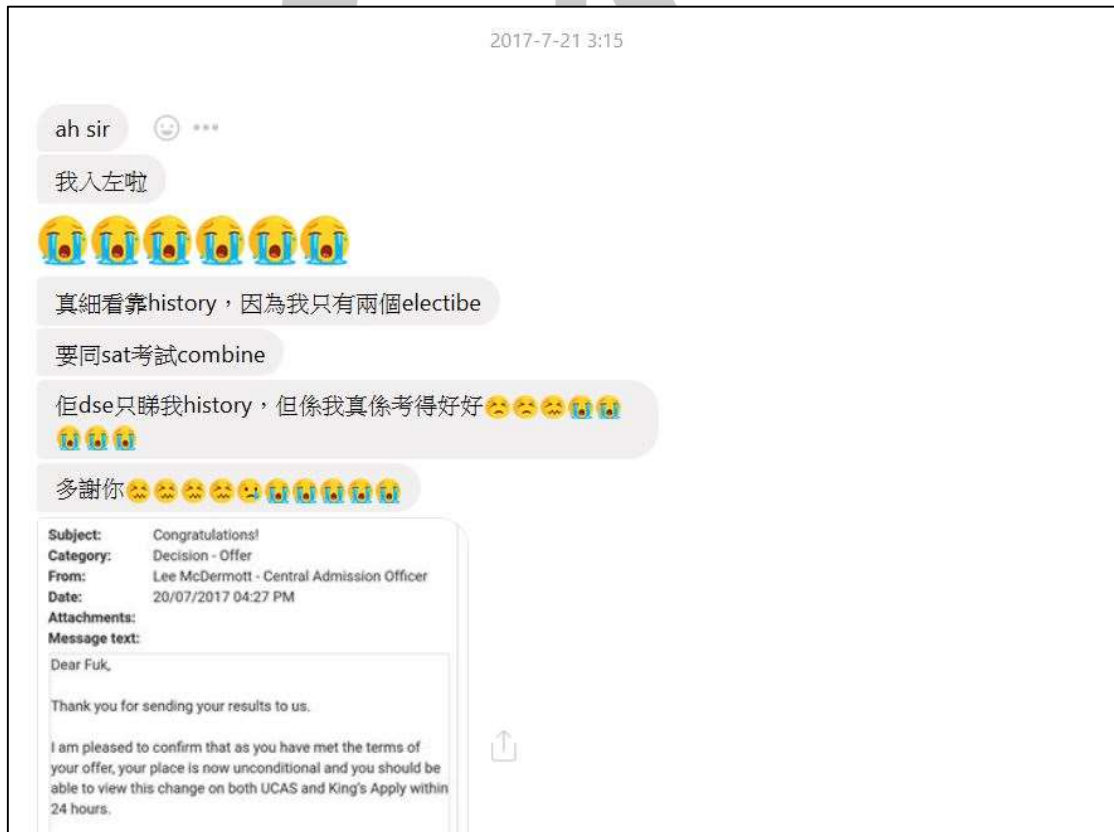 2017-7-21 3:15
ah sir
我入左啦
真細看靠history，因為我只有兩個electibe
要同sat考試combine
佢dse只睇我history，但係我真係考得好好
多謝你
Subject: Congratulations!
Category: Decision - Offer
From: Lee McDermott - Central Admission Officer
Date: 20/07/2017 04:27 PM
Attachments:
Message text:
Dear Fuk,
Thank you for sending your results to us.
I am pleased to confirm that as you have met the terms of
your offer, your place is now unconditional and you should be
able to view this change on both UCAS and King's Apply within
24 hours.